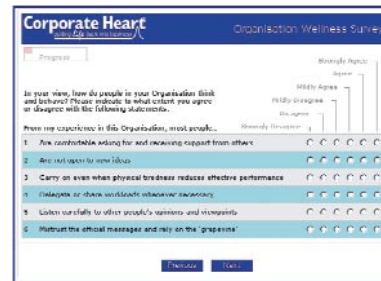 Corporate Heart
putting Life back into business
Organisation Wellness Surve
Progress
In your view, how do people in your Organisation think
and behave? Please indicate to what extent you agree
or disagree with the following statements.
From my experience in this Organisation, most people...
Strongly Agree
Agree
Mildly Agree
Mildly Disagree
Disagree
Strongly Disagree
1 Are comfortable asking for and receiving support from others
2 Are not open to new ideas
3 Carry on even when physical tiredness reduces effective performance
4 Delegate or share workloads whenever necessary
5 Listen carefully to other people's opinions and viewpoints
6 Mistrust the official messages and rely on the 'grapevine'
Previous Next